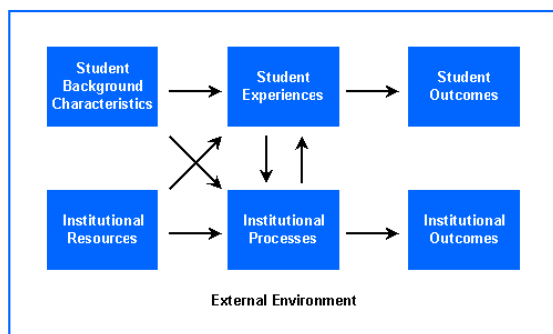 Student
Background
Characteristics
Student
Experiences
Student
Outcomes
Institutional
Resources
Institutional
Processes
Institutional
Outcomes
External Environment